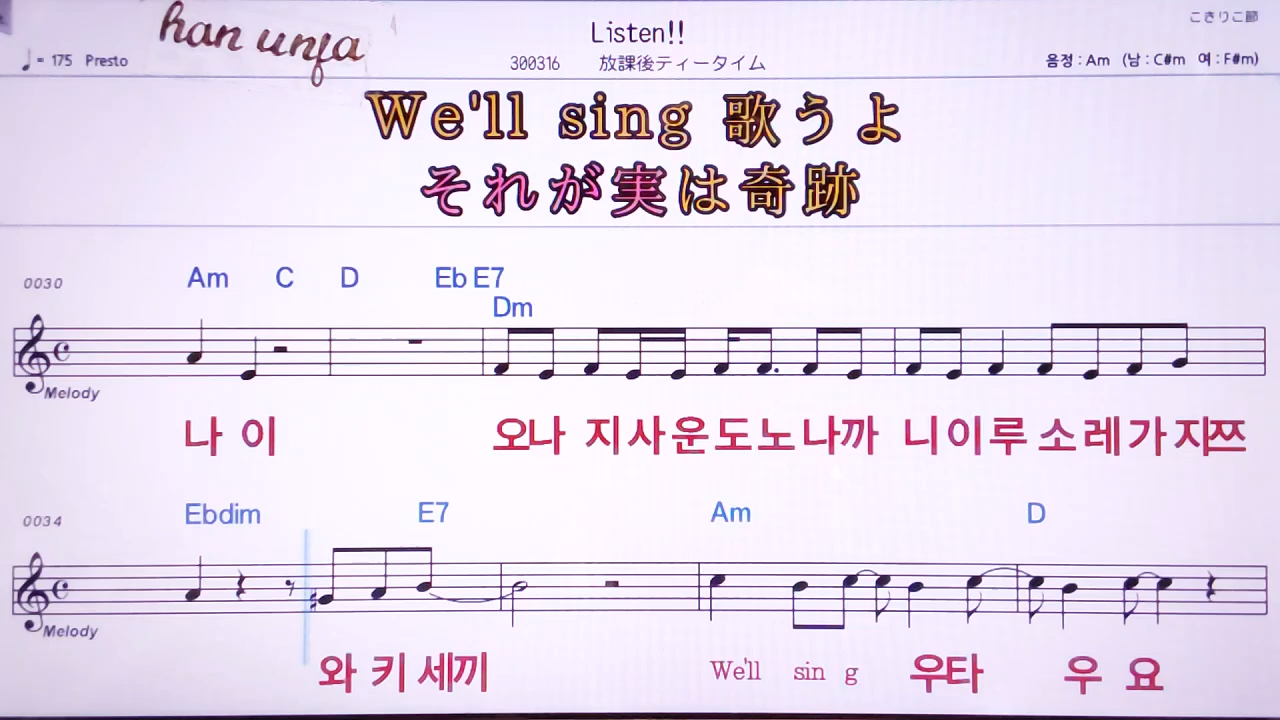 han unja
こきりこ節
Listen!!
♩= 175 Presto
300316 放課後ティータイム
음정 : Am (남 : C#m 여 : F#m)
We'll sing 歌うよ
それが実は奇跡
0030
Am C D Eb E7
Dm
Melody
나 이 오나 지사운도노나까 니이루 소레가지쯔
0034
Ebdim E7 Am D
Melody
와 키 세끼 We'll sin g 우타 우 요